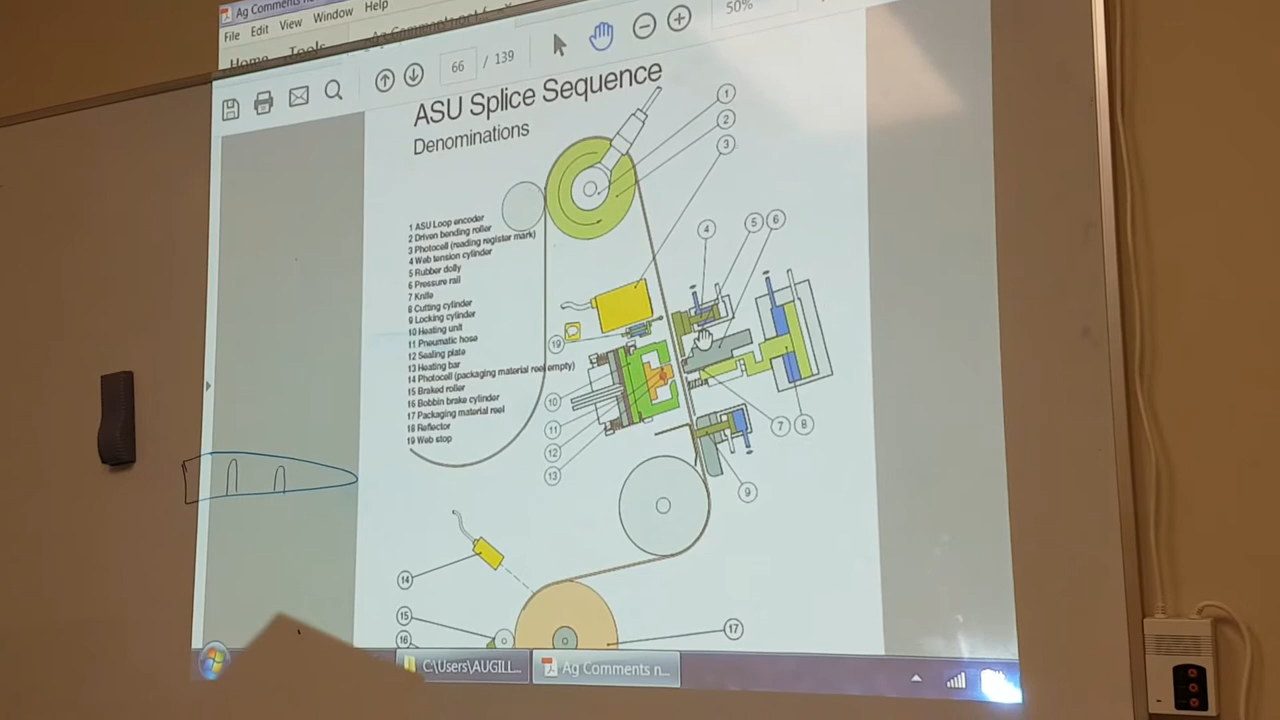 Ag Comments n
File Edit View Window Help
Home Tools
66 / 139
50%
ASU Splice Sequence
Denominations
1 ASU Loop encoder
2 Driven bending roller
3 Photocell (reading register mark)
4 Web tension cylinder
5 Rubber dolly
6 Pressure rail
7 Knife
8 Cutting cylinder
9 Locking cylinder
10 Heating unit
11 Pneumatic hose
12 Sealing plate
13 Heating bar
14 Photocell (packaging material reel empty)
15 Braked roller
16 Bobbin brake cylinder
17 Packaging material reel
18 Reflector
19 Web stop
1
2
3
4
5
6
19
10
11
12
13
7
8
9
14
15
16
17
C:\Users\AUGILL...
Ag Comments n...